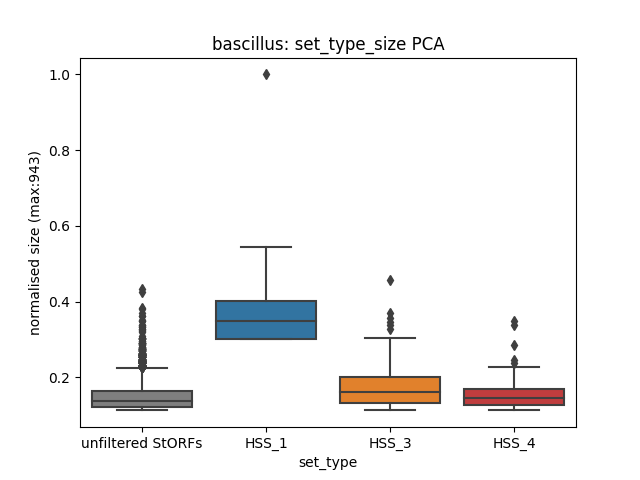 bascillus: set_type_size PCA
normalised size (max:943)
1.0
0.8
0.6
0.4
0.2
unfiltered StORFs
HSS_1
HSS_3
HSS_4
set_type